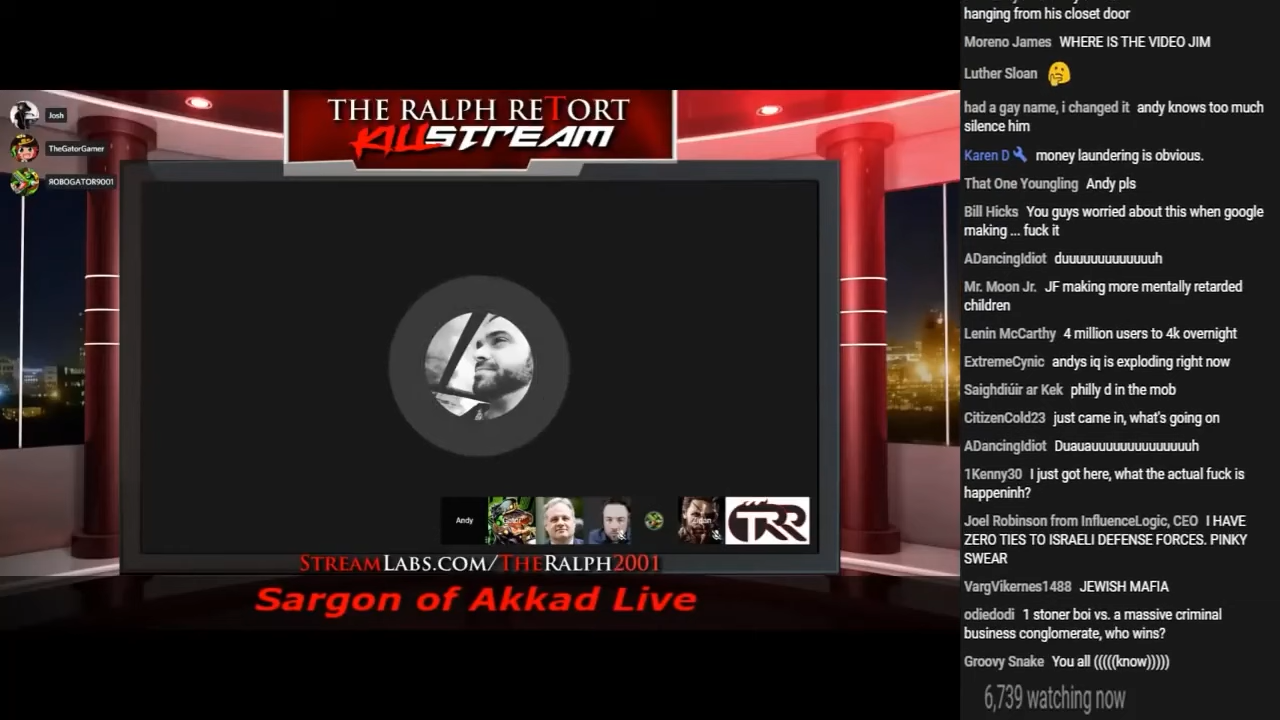 THE RALPH RETORT
KILLSTREAM
Josh
TheGatorGamer
ЯOBOGATOR9001
Andy
TRR
STREAMLABS.COM/THERALPH2001
Sargon of Akkad Live
hanging from his closet door
Moreno James WHERE IS THE VIDEO JIM
Luther Sloan 🤔
had a gay name, i changed it andy knows too much
silence him
Karen D money laundering is obvious.
That One Youngling Andy pls
Bill Hicks You guys worried about this when google
making ... fuck it
ADancingIdiot duuuuuuuuuuuuh
Mr. Moon Jr. JF making more mentally retarded
children
Lenin McCarthy 4 million users to 4k overnight
ExtremeCynic andys iq is exploding right now
Saighdiúir ar Kek philly d in the mob
CitizenCold23 just came in, what's going on
ADancingIdiot Duauauuuuuuuuuuuuuh
1Kenny30 I just got here, what the actual fuck is
happeninh?
Joel Robinson from InfluenceLogic, CEO I HAVE
ZERO TIES TO ISRAELI DEFENSE FORCES. PINKY
SWEAR
VargVikernes1488 JEWISH MAFIA
odiedodi 1 stoner boi vs. a massive criminal
business conglomerate, who wins?
Groovy Snake You all (((((know)))))
6,739 watching now